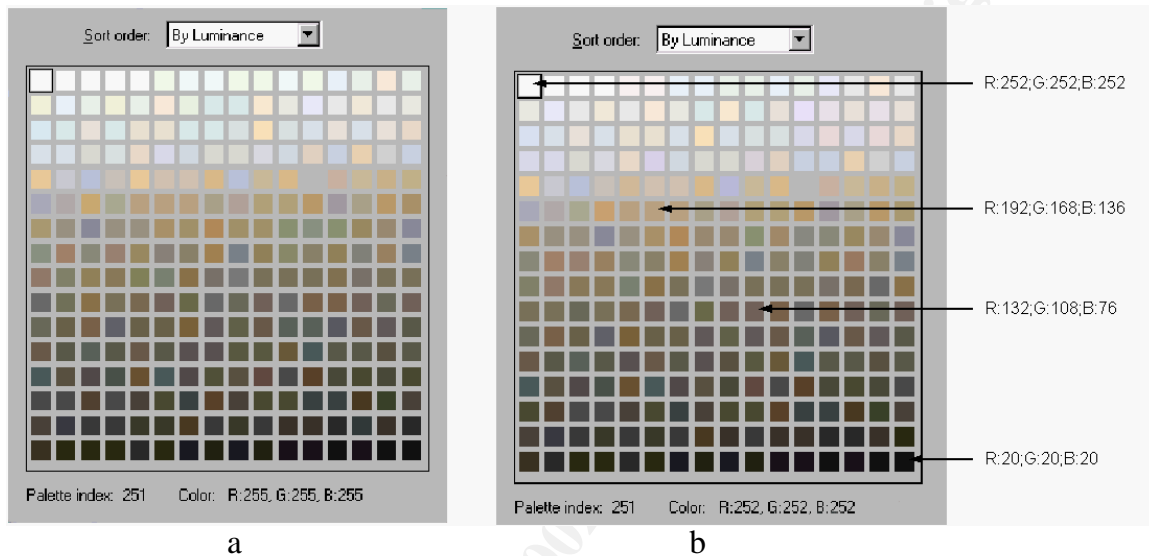 Sort order: By Luminance
Palette index: 251 Color: R:255, G:255, B:255
a
Sort order: By Luminance
R:252;G:252;B:252
R:192;G:168;B:136
R:132;G:108;B:76
R:20;G:20;B:20
Palette index: 251 Color: R:252, G:252, B:252
b